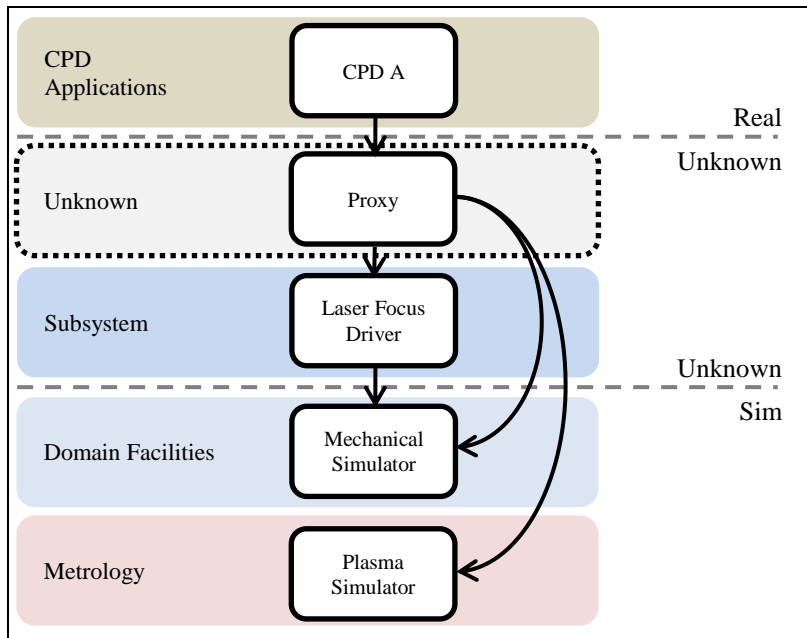 CPD
Applications
CPD A
Real
Unknown
Unknown
Proxy
Subsystem
Laser Focus
Driver
Unknown
Sim
Domain Facilities
Mechanical
Simulator
Metrology
Plasma
Simulator